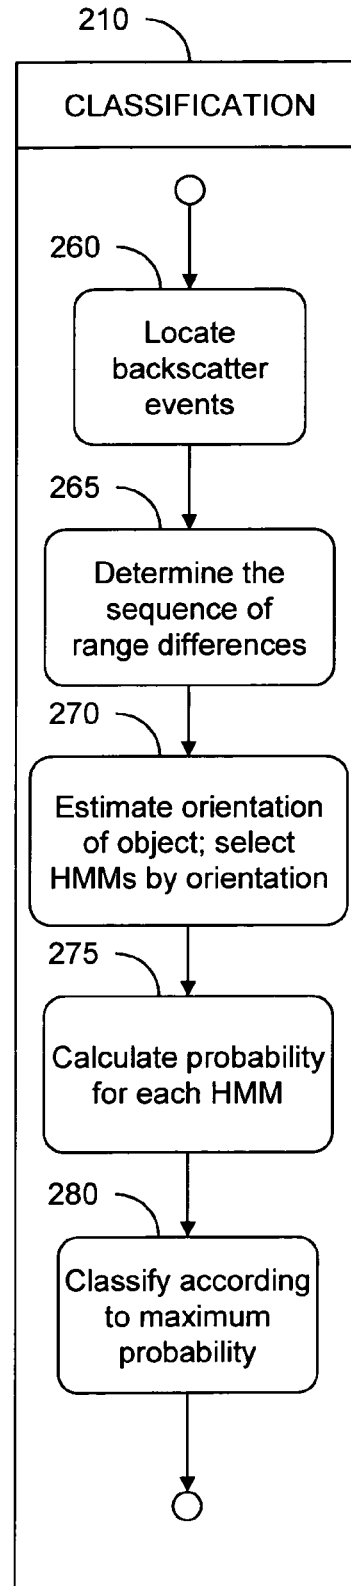 210
CLASSIFICATION
260
Locate
backscatter
events
265
Determine the
sequence of
range differences
270
Estimate orientation
of object; select
HMMs by orientation
275
Calculate probability
for each HMM
280
Classify according
to maximum
probability